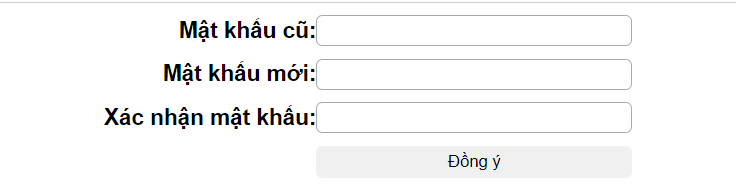 Mật khẩu cũ:
Mật khẩu mới:
Xác nhận mật khẩu:
Đồng ý